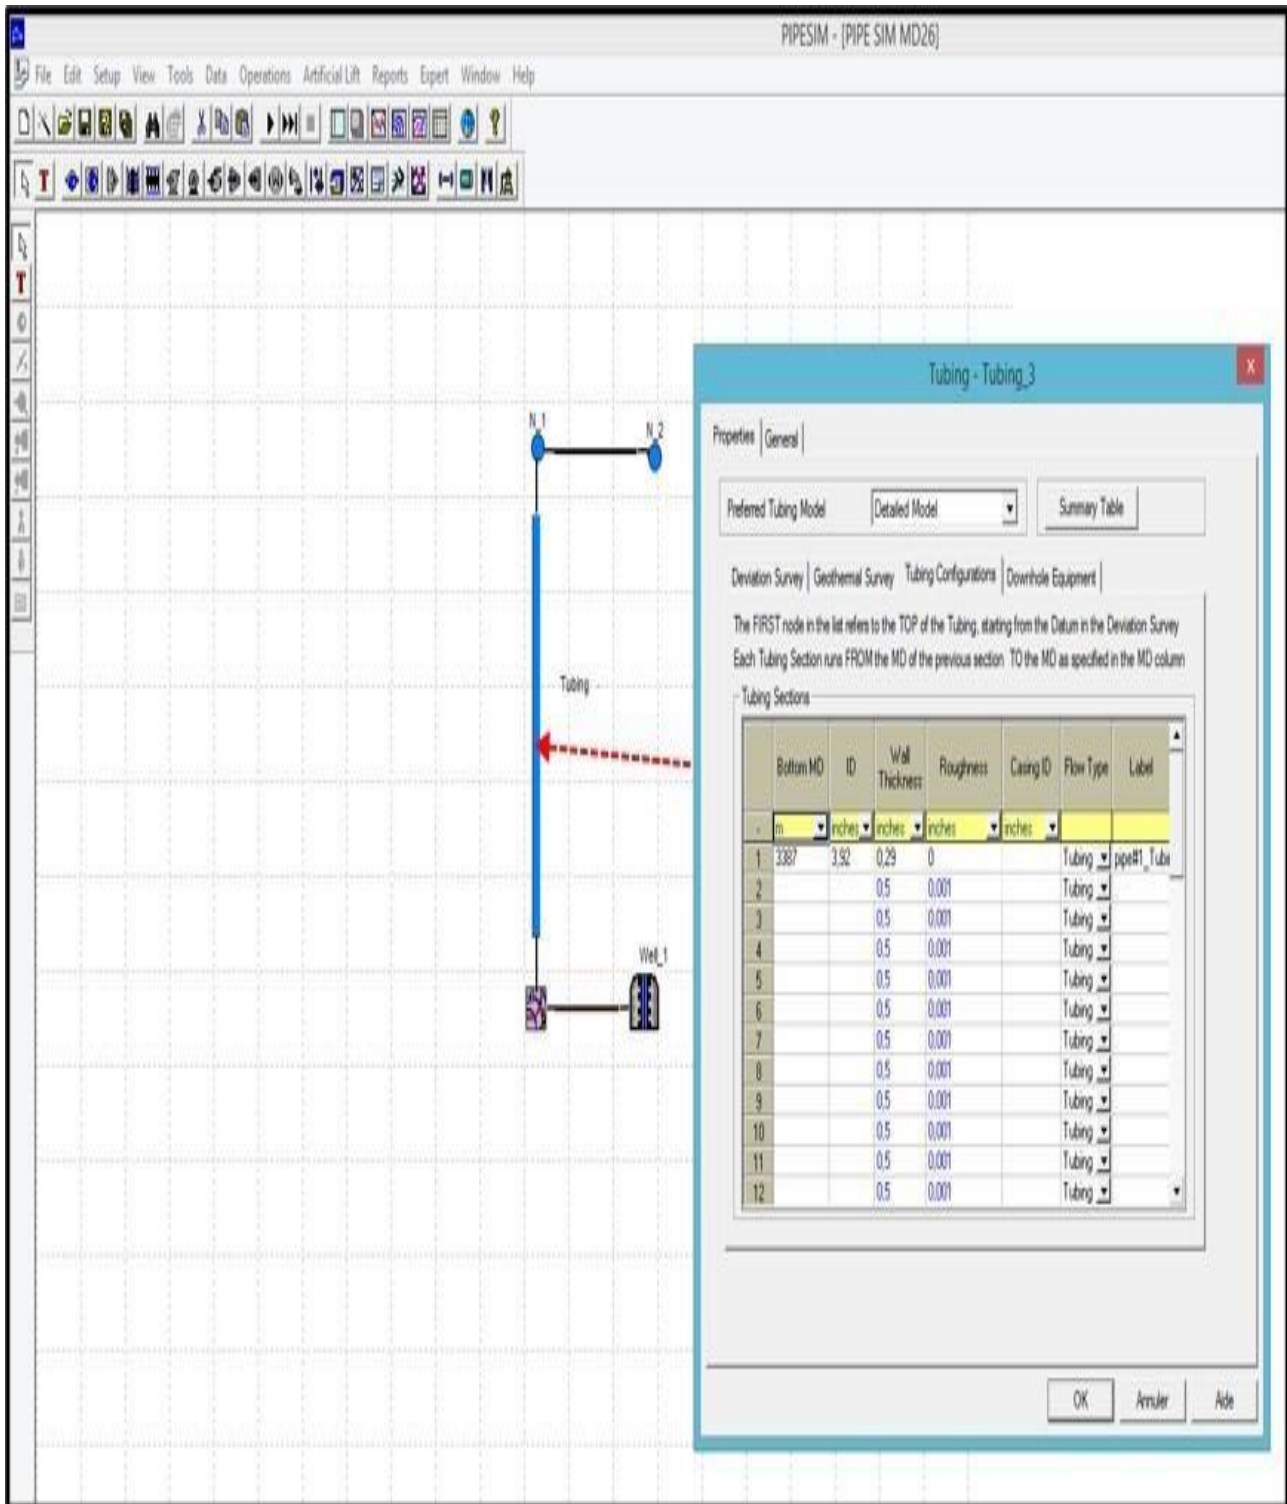 PIPESIM - [PIPE SIM MD26]
File Edit Setup View Tools Data Operations Artificial Lift Reports Expert Window Help
T
T
N_1
N_2
Tubing
Well_1
Tubing - Tubing_3
X
Properties General
Preferred Tubing Model Detailed Model Summary Table
Deviation Survey Geothermal Survey Tubing Configurations Downhole Equipment
The FIRST node in the list refers to the TOP of the Tubing, starting from the Datum in the Deviation Survey
Each Tubing Section runs FROM the MD of the previous section TO the MD as specified in the MD column
Tubing Sections
Bottom MD ID Wall Thickness Roughness Casing ID Flow Type Label
m inches inches inches inches
1 3387 3,92 0,29 0 Tubing pipe#1_Tube
2 0,5 0,001 Tubing
3 0,5 0,001 Tubing
4 0,5 0,001 Tubing
5 0,5 0,001 Tubing
6 0,5 0,001 Tubing
7 0,5 0,001 Tubing
8 0,5 0,001 Tubing
9 0,5 0,001 Tubing
10 0,5 0,001 Tubing
11 0,5 0,001 Tubing
12 0,5 0,001 Tubing
OK Annuler Aide